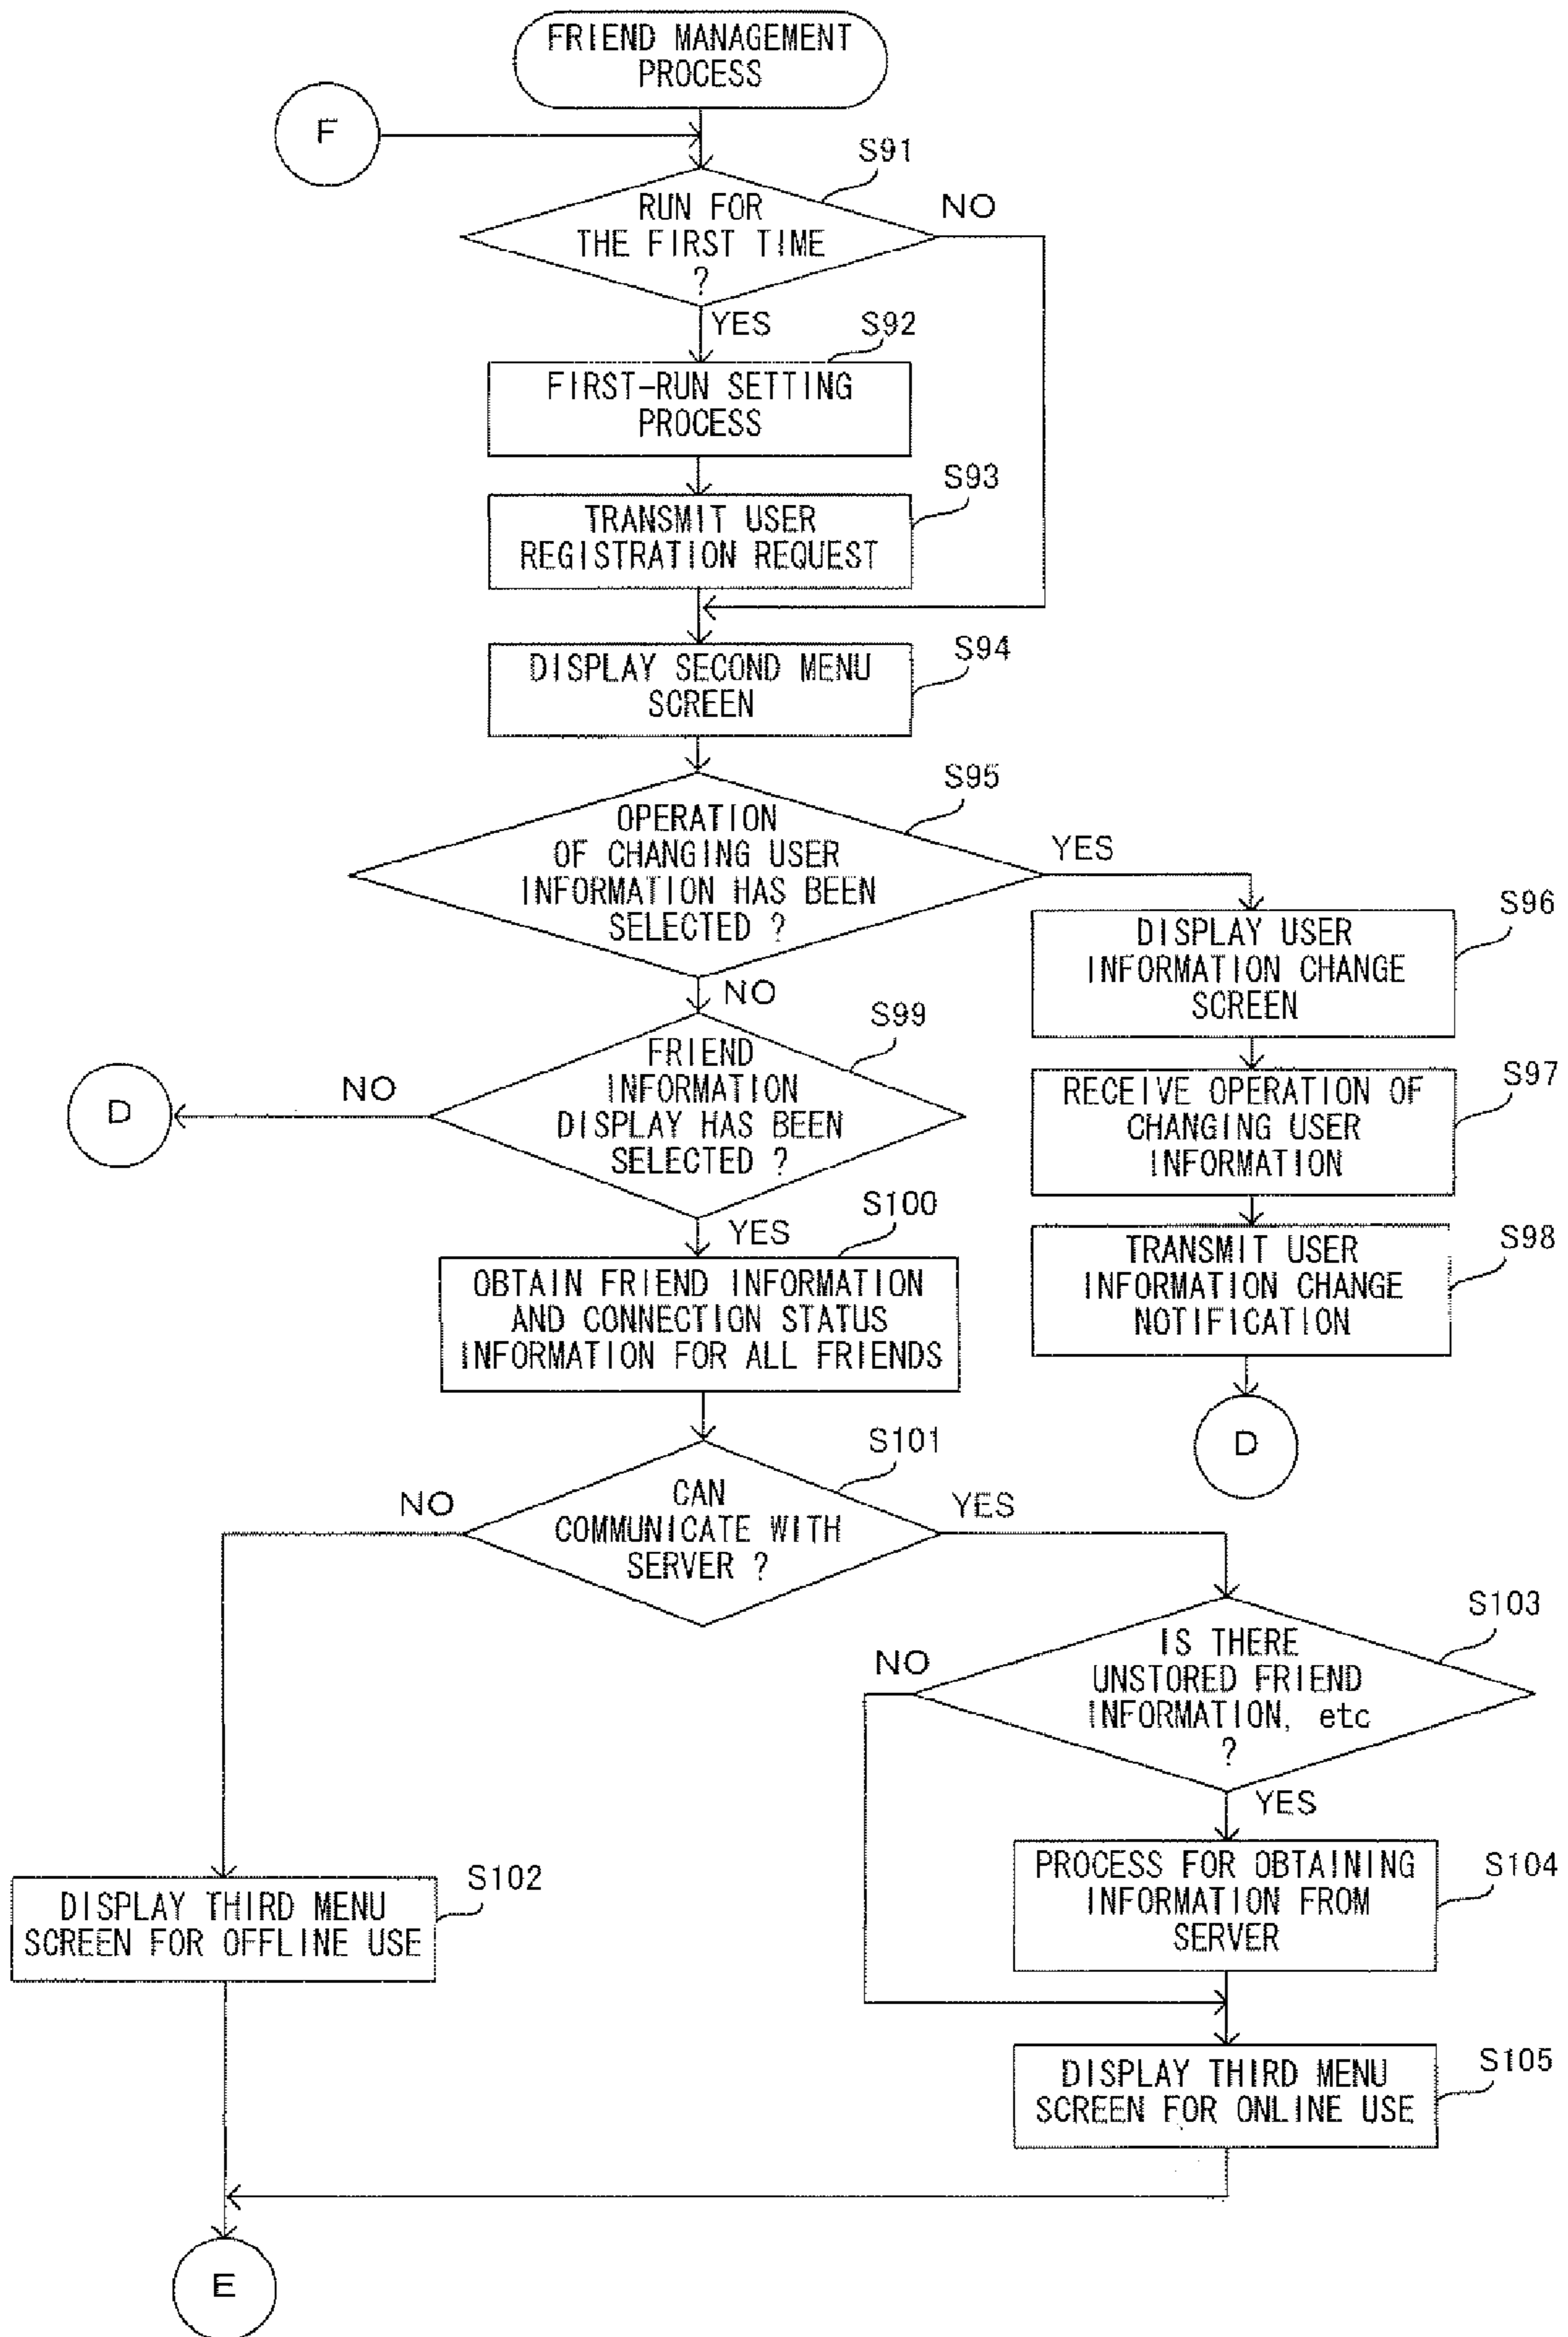 FRIEND MANAGEMENT
PROCESS
F
S91
RUN FOR
THE FIRST TIME
?
NO
YES
S92
FIRST-RUN SETTING
PROCESS
S93
TRANSMIT USER
REGISTRATION REQUEST
S94
DISPLAY SECOND MENU
SCREEN
S95
OPERATION
OF CHANGING USER
INFORMATION HAS BEEN
SELECTED ?
YES
NO
S96
DISPLAY USER
INFORMATION CHANGE
SCREEN
S97
RECEIVE OPERATION OF
CHANGING USER
INFORMATION
S98
TRANSMIT USER
INFORMATION CHANGE
NOTIFICATION
D
S99
FRIEND
INFORMATION
DISPLAY HAS BEEN
SELECTED ?
NO
D
YES
S100
OBTAIN FRIEND INFORMATION
AND CONNECTION STATUS
INFORMATION FOR ALL FRIENDS
S101
CAN
COMMUNICATE WITH
SERVER ?
NO
YES
S103
IS THERE
UNSTORED FRIEND
INFORMATION, etc
?
NO
YES
S104
PROCESS FOR OBTAINING
INFORMATION FROM
SERVER
S102
DISPLAY THIRD MENU
SCREEN FOR OFFLINE USE
S105
DISPLAY THIRD MENU
SCREEN FOR ONLINE USE
E